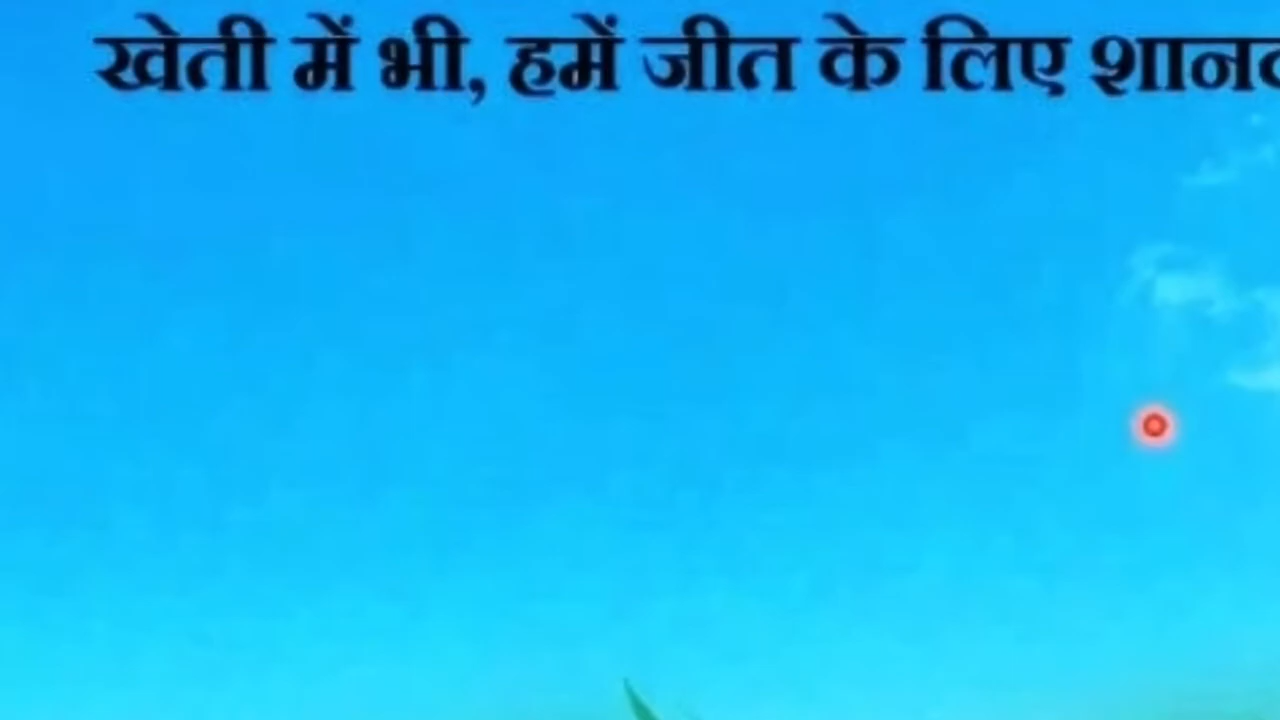 खेती में भी, हमें जीत के लिए